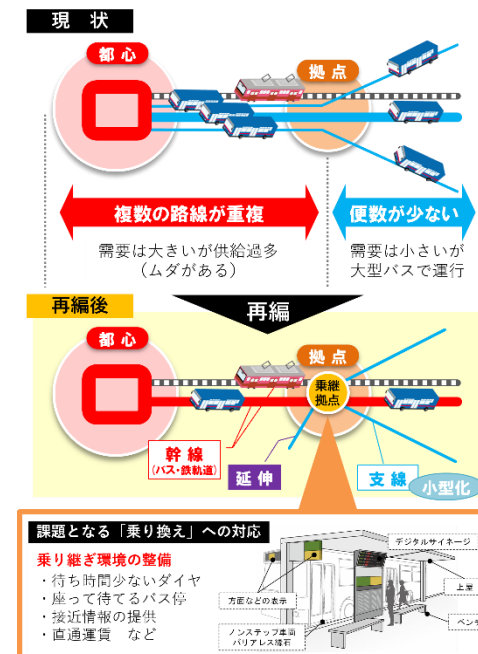 現 状
都 心
拠 点
複数の路線が重複
便数が少ない
需要は大きいが供給過多
(ムダがある)
需要は小さいが
大型バスで運行
再編後
再編
都 心
拠 点
乗継
拠点
幹 線
(バス・鉄軌道)
延 伸
支 線
小型化
課題となる「乗り換え」への対応
乗り継ぎ環境の整備
・待ち時間少ないダイヤ
・座って待てるバス停
・接近情報の提供
・直通運賃 など
デジタルサイネージ
上屋
方面などの表示
ベンチ
ノンステップ車両
バリアレス縁石